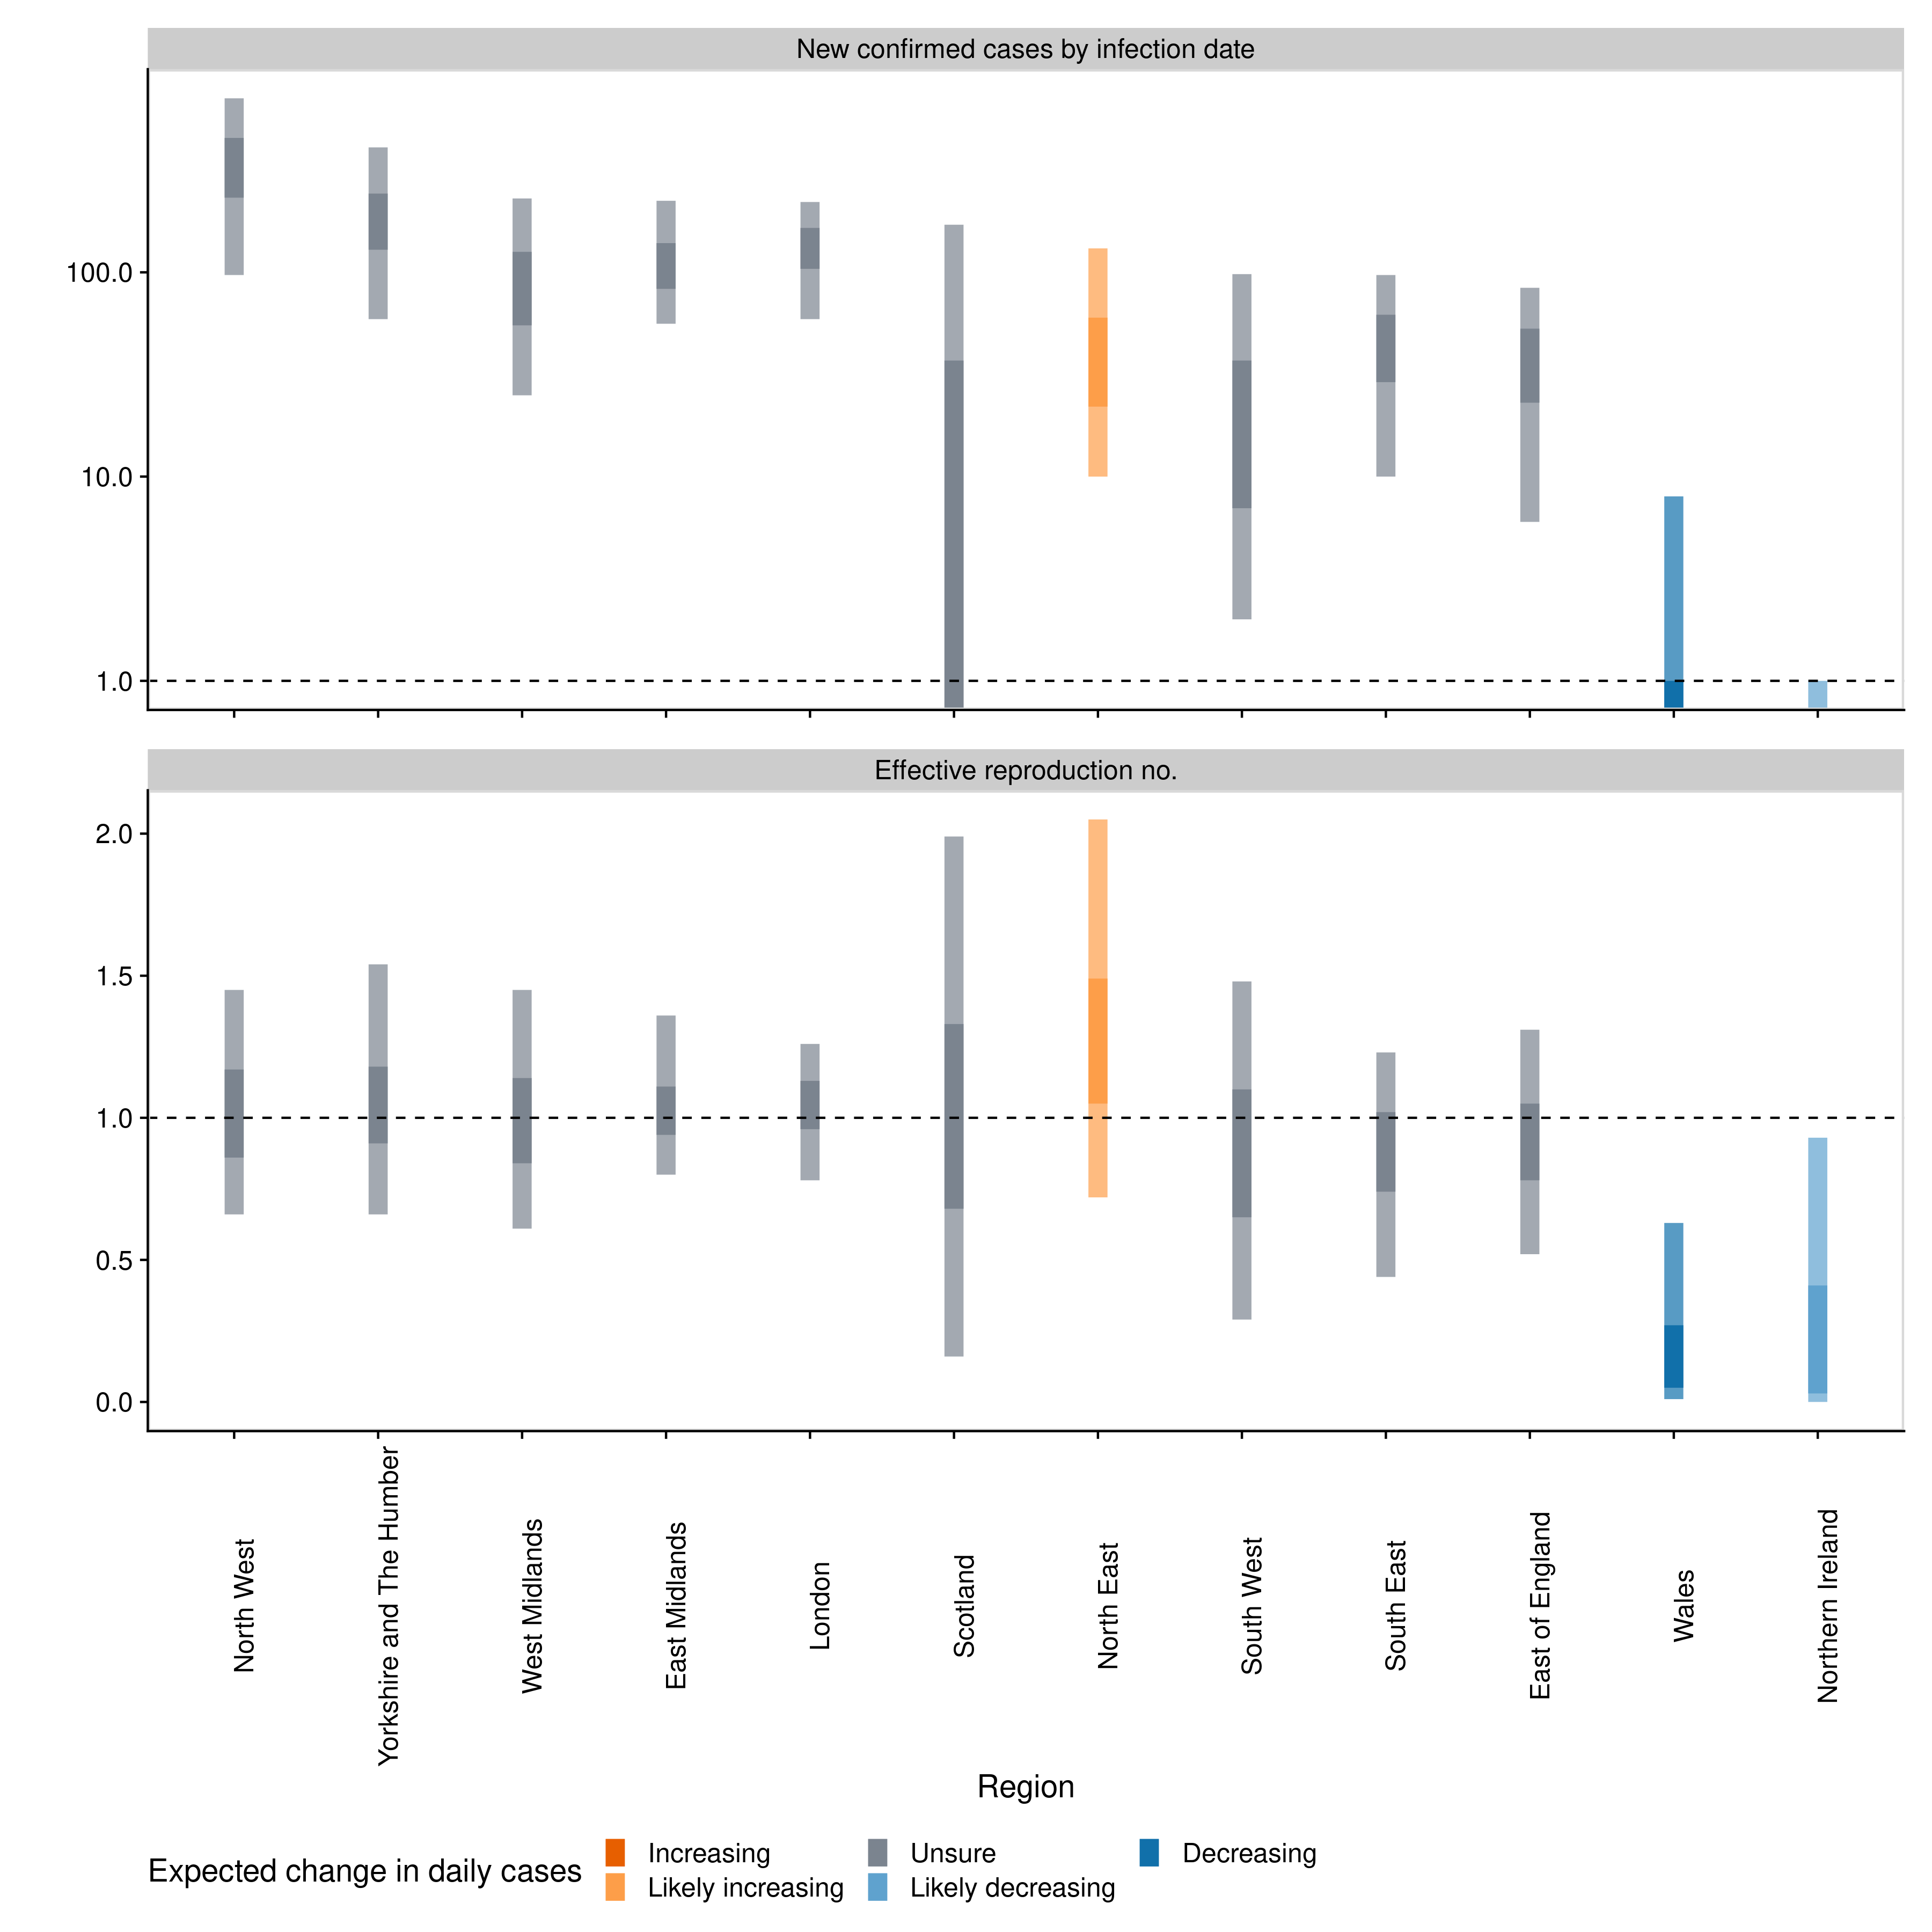 New confirmed cases by infection date
100.0
10.0
1.0
Effective reproduction no.
2.0
1.5
1.0
0.5
0.0
North West
Yorkshire and The Humber
West Midlands
East Midlands
London
Scotland
North East
South West
South East
East of England
Wales
Northern Ireland
Region
Expected change in daily cases
Increasing
Likely increasing
Unsure
Likely decreasing
Decreasing